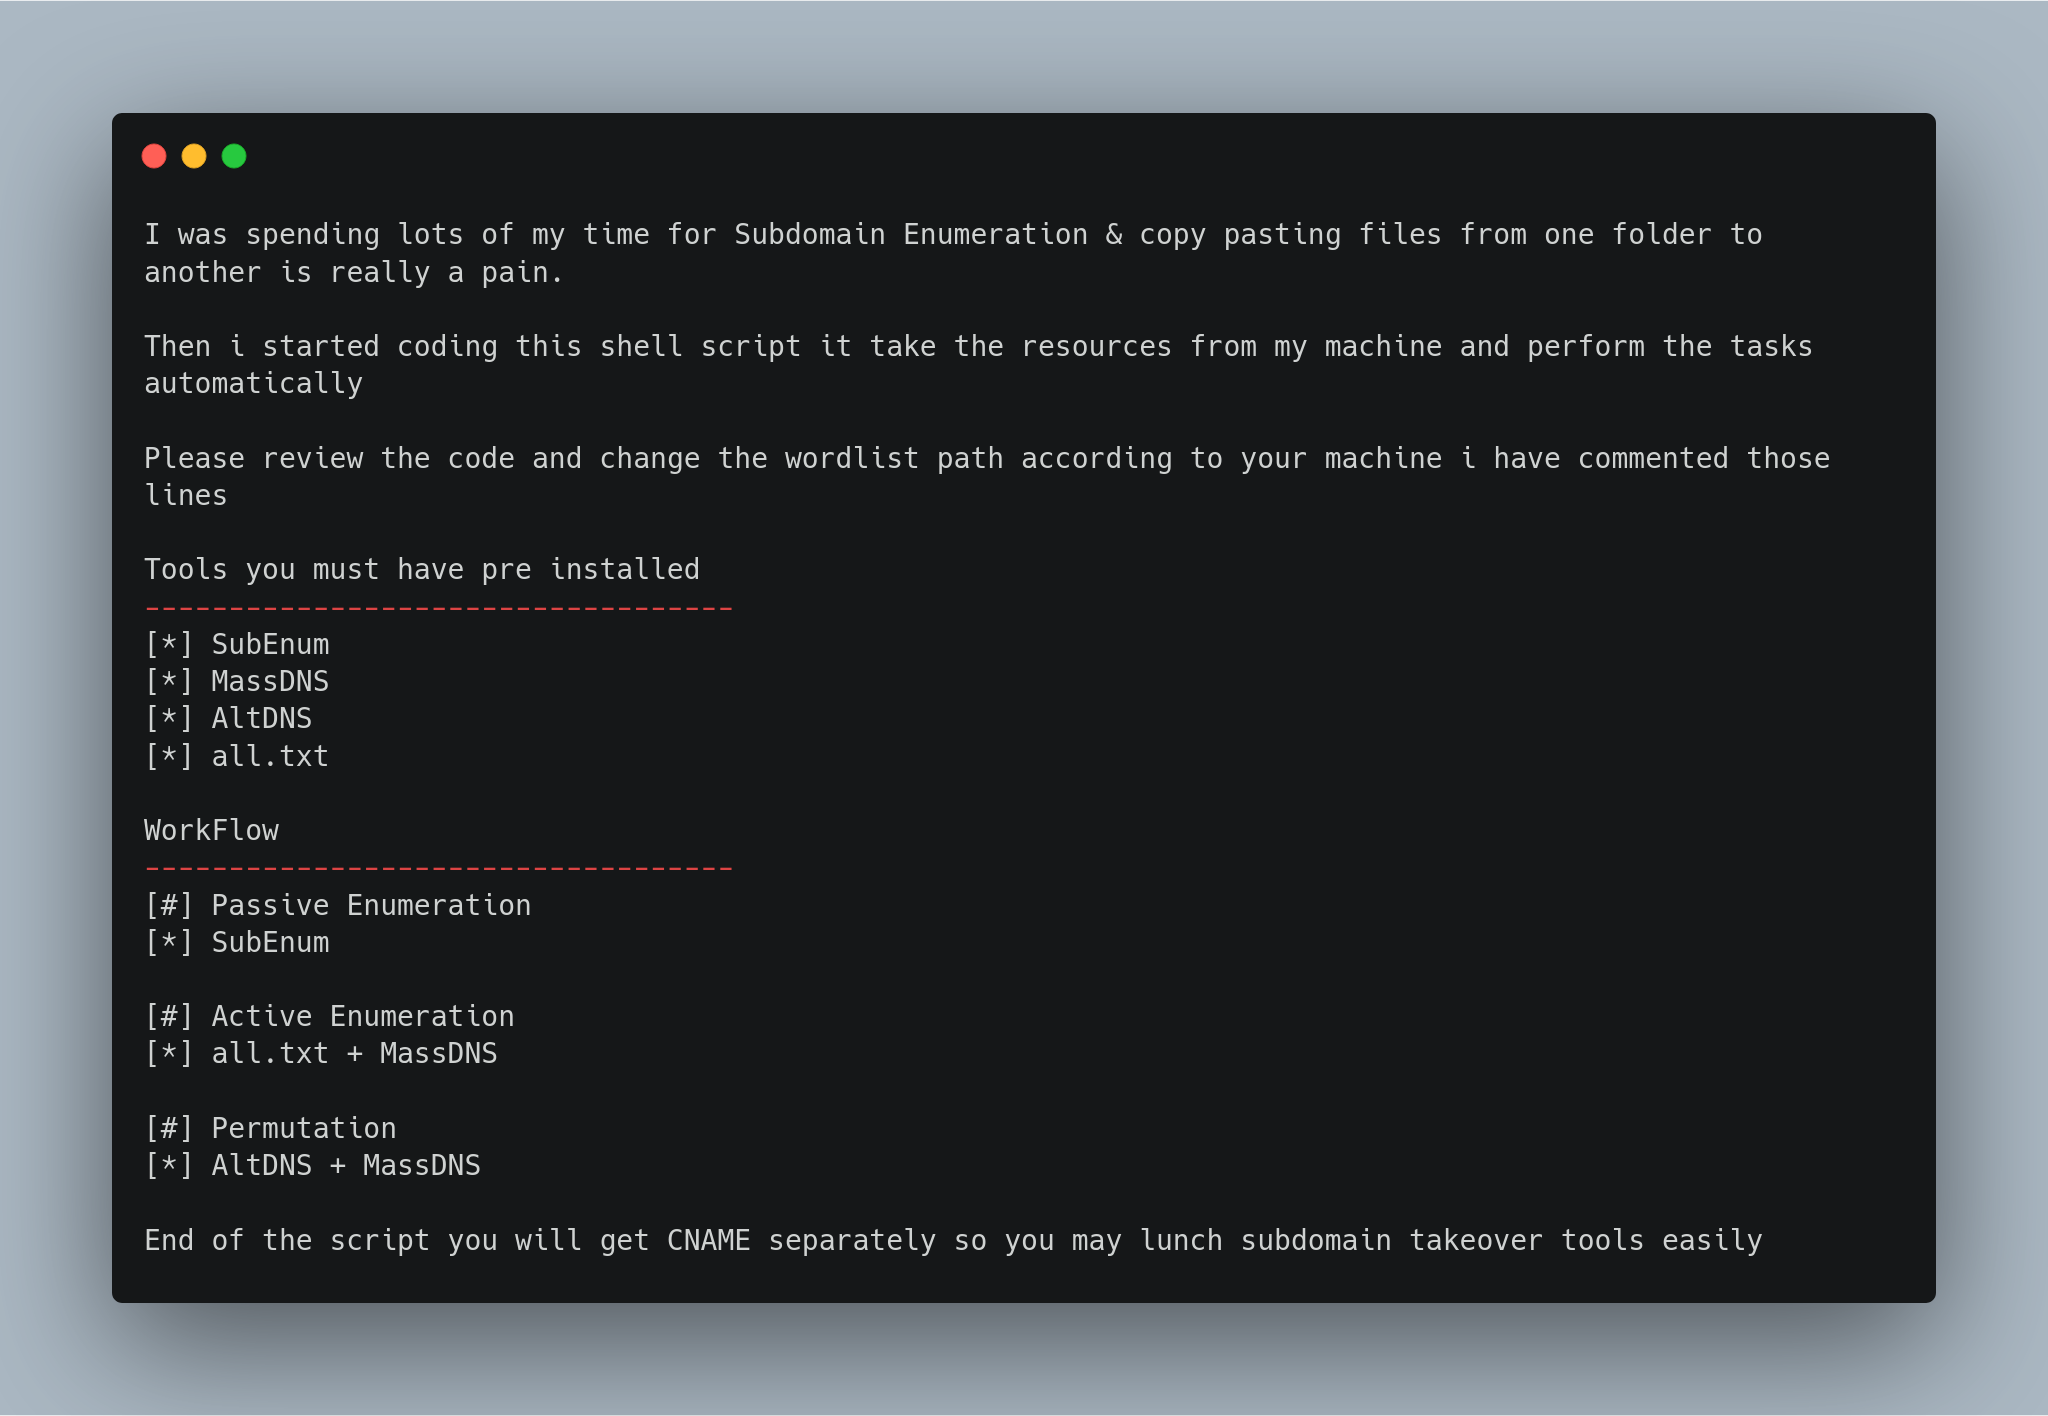 I was spending lots of my time for Subdomain Enumeration & copy pasting files from one folder to
another is really a pain.
Then i started coding this shell script it take the resources from my machine and perform the tasks
automatically
Please review the code and change the wordlist path according to your machine i have commented those
lines
Tools you must have pre installed
-----------------------------------
[*] SubEnum
[*] MassDNS
[*] AltDNS
[*] all.txt
WorkFlow
-----------------------------------
[#] Passive Enumeration
[*] SubEnum
[#] Active Enumeration
[*] all.txt + MassDNS
[#] Permutation
[*] AltDNS + MassDNS
End of the script you will get CNAME separately so you may lunch subdomain takeover tools easily